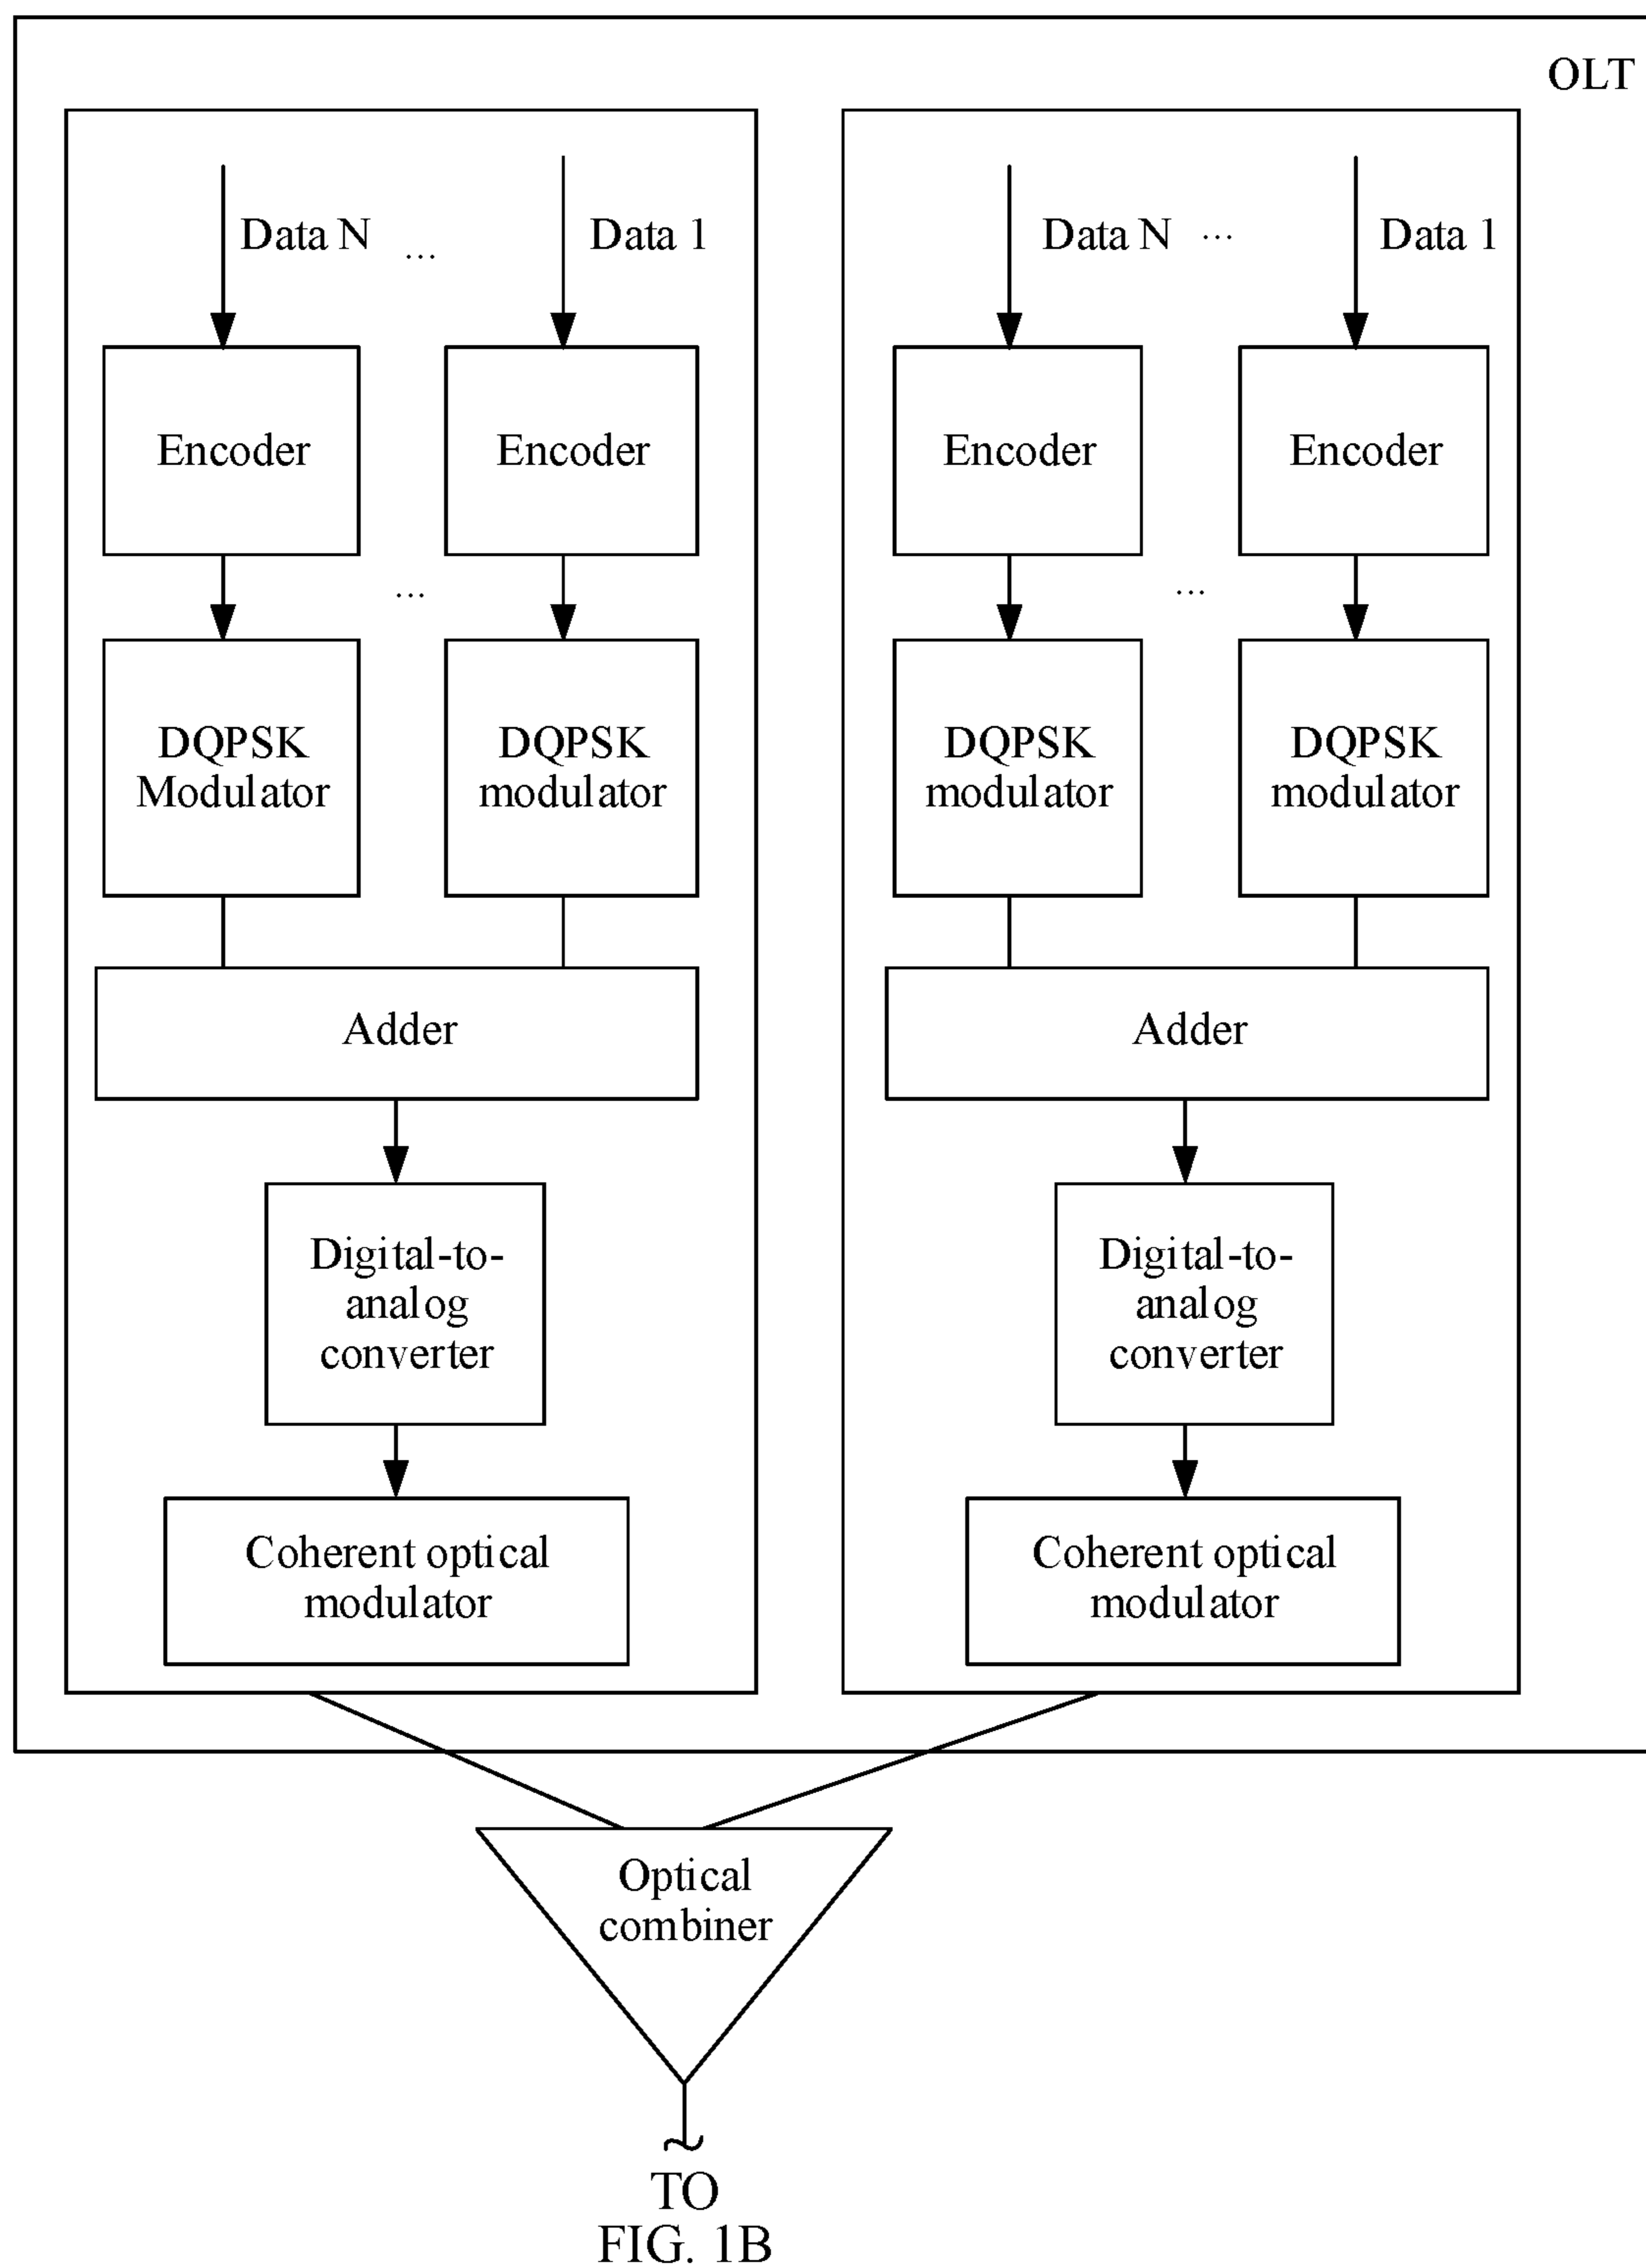 OLT
Data N ... Data 1
Data N ... Data 1
Encoder
Encoder
Encoder
Encoder
...
...
DQPSK
Modulator
DQPSK
modulator
DQPSK
modulator
DQPSK
modulator
Adder
Adder
Digital-to-
analog
converter
Digital-to-
analog
converter
Coherent optical
modulator
Coherent optical
modulator
Optical
combiner
TO
FIG. 1B